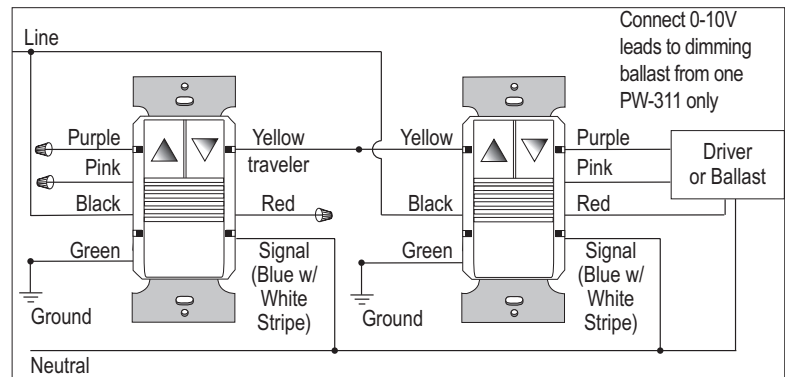 Connect 0-10V
leads to dimming
ballast from one
PW-311 only
Line
Purple
Pink
Black
Green
Ground
Yellow
traveler
Red
Signal
(Blue w/
White
Stripe)
Yellow
Black
Green
Ground
Purple
Pink
Red
Signal
(Blue w/
White
Stripe)
Driver
or Ballast
Neutral